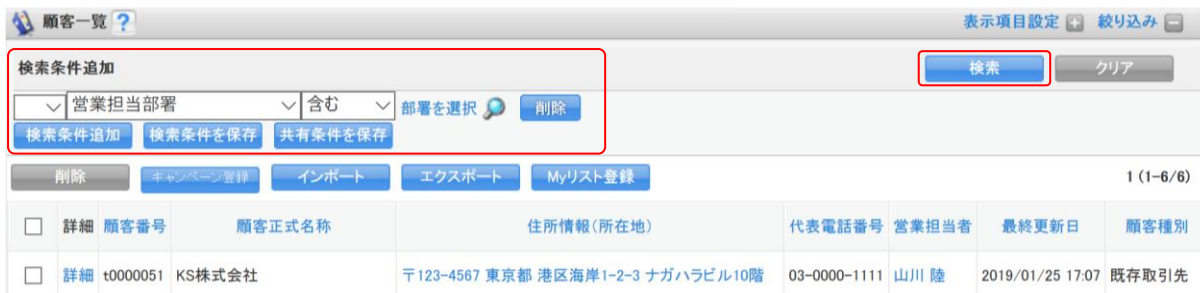 顧客一覧 ? 表示項目設定 絞り込み
検索条件追加 検索 クリア
営業担当部署 含む 部署を選択 削除
検索条件追加 検索条件を保存 共有条件を保存
削除 キャンペーン登録 インポート エクスポート Myリスト登録 1 (1-6/6)
詳細 顧客番号 顧客正式名称 住所情報(所在地) 代表電話番号 営業担当者 最終更新日 顧客種別
詳細 t0000051 KS株式会社 〒123-4567 東京都 港区海岸1-2-3 ナガハラビル10階 03-0000-1111 山川 陸 2019/01/25 17:07 既存取引先